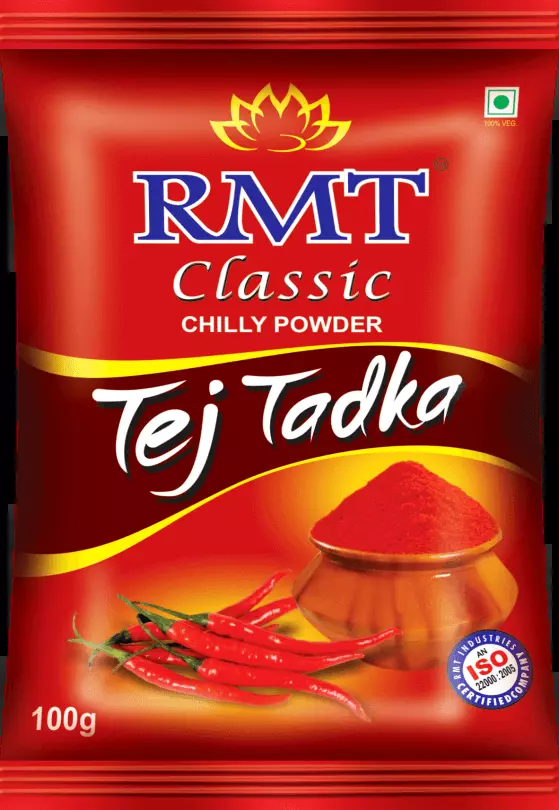 100% VEG.
RMT®
Classic
CHILLY POWDER
Tej Tadka
RMT INDUSTRIES AN
ISO
22000:2005
CERTIFIED COMPANY
100g